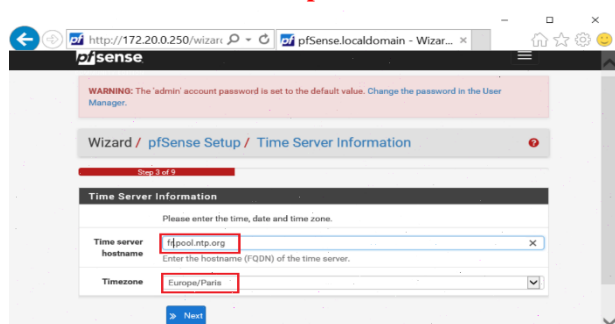 http://172.20.0.250/wizar
pfSense.localdomain - Wizar...
pfsense
WARNING: The 'admin' account password is set to the default value. Change the password in the User
Manager.
Wizard / pfSense Setup / Time Server Information
Step 3 of 9
Time Server Information
Please enter the time, date and time zone.
Time server
hostname
fr.pool.ntp.org
Enter the hostname (FQDN) of the time server.
Timezone
Europe/Paris
» Next